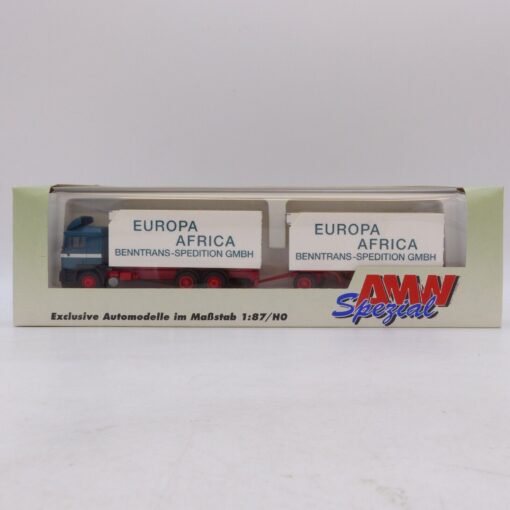 EUROPA
AFRICA
BENNTRANS-SPEDITION GMBH
EUROPA
AFRICA
BENNTRANS-SPEDITION GMBH
AMW
Spezial
Exclusive Automodelle im Maßstab 1:87/HO